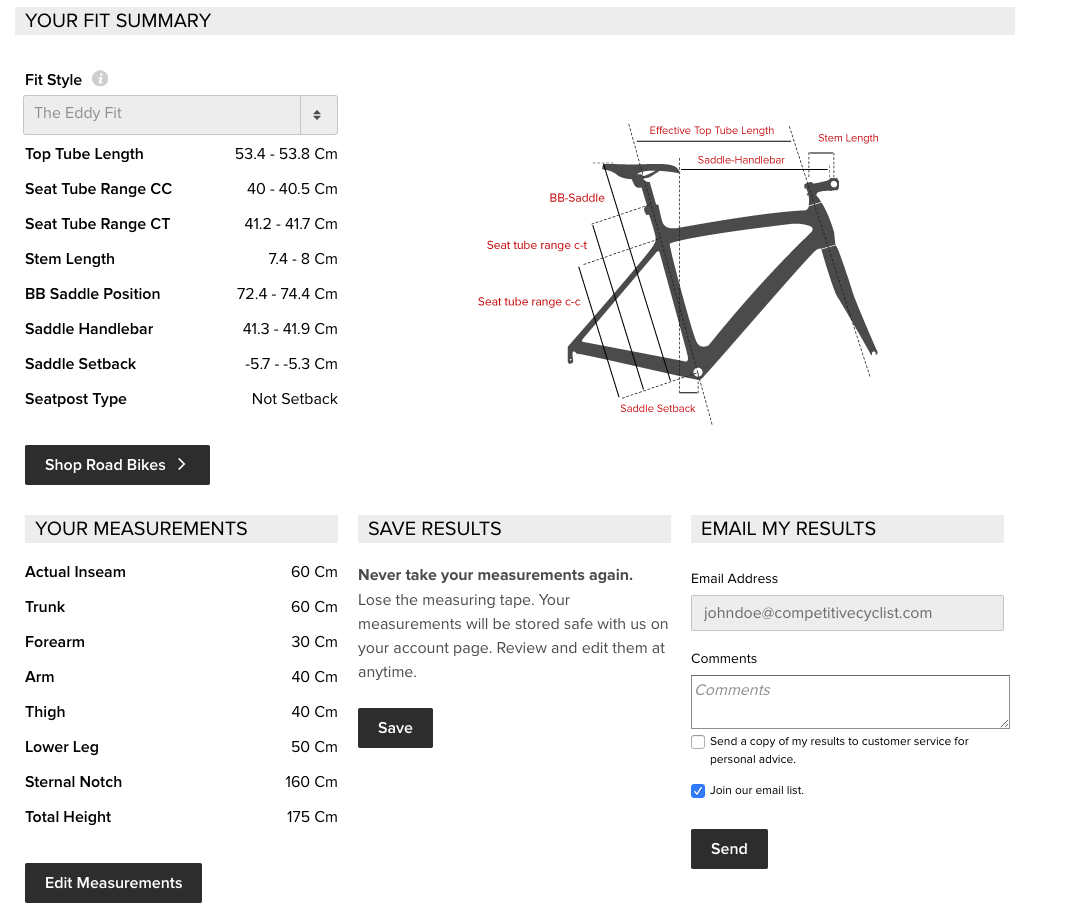 YOUR FIT SUMMARY
Fit Style
The Eddy Fit
Top Tube Length 53.4 - 53.8 Cm
Seat Tube Range CC 40 - 40.5 Cm
Seat Tube Range CT 41.2 - 41.7 Cm
Stem Length 7.4 - 8 Cm
BB Saddle Position 72.4 - 74.4 Cm
Saddle Handlebar 41.3 - 41.9 Cm
Saddle Setback -5.7 - -5.3 Cm
Seatpost Type Not Setback
Shop Road Bikes
Effective Top Tube Length
Stem Length
Saddle-Handlebar
BB-Saddle
Seat tube range c-t
Seat tube range c-c
Saddle Setback
YOUR MEASUREMENTS
Actual Inseam 60 Cm
Trunk 60 Cm
Forearm 30 Cm
Arm 40 Cm
Thigh 40 Cm
Lower Leg 50 Cm
Sternal Notch 160 Cm
Total Height 175 Cm
Edit Measurements
SAVE RESULTS
Never take your measurements again.
Lose the measuring tape. Your
measurements will be stored safe with us on
your account page. Review and edit them at
anytime.
Save
EMAIL MY RESULTS
Email Address
johndoe@competitivecyclist.com
Comments
Comments
Send a copy of my results to customer service for
personal advice.
Join our email list.
Send